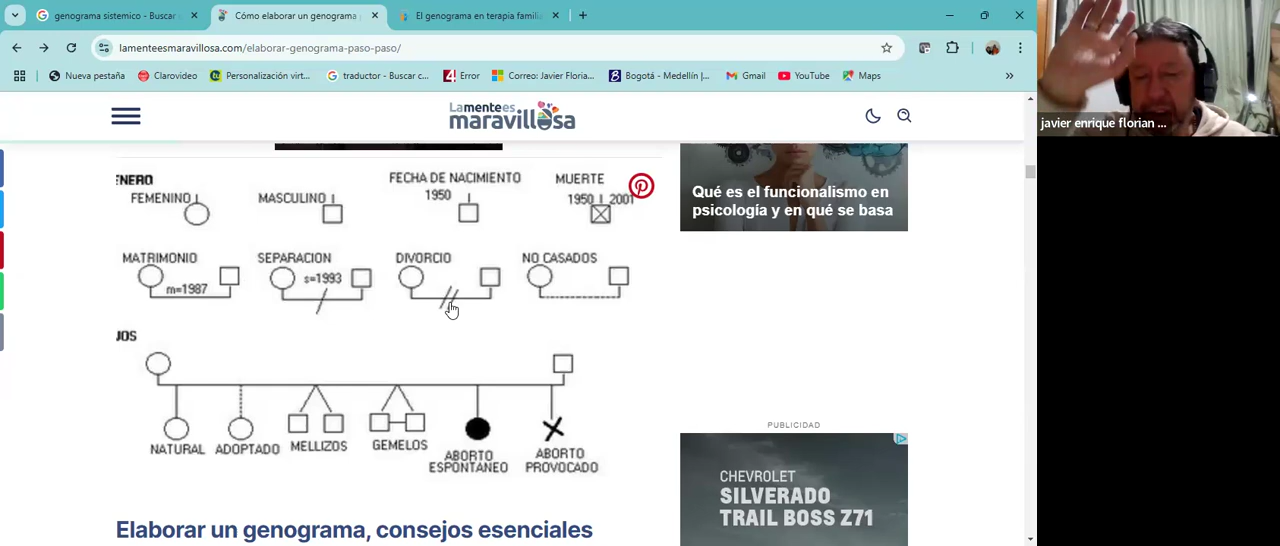 genograma sistemico - Buscar
Cómo elaborar un genograma
El genograma en terapia famili
lamenteesmaravillosa.com/elaborar-genograma-paso-paso/
Nueva pestaña
Clarovideo
Personalización virt...
traductor - Buscar c...
Error
Correo: Javier Floria...
Bogotá - Medellín |...
Gmail
YouTube
Maps
javier enrique florian ...
La mente es
maravillosa
ENERO
FEMENINO
MASCULINO
FECHA DE NACIMIENTO
1950
MUERTE
1950 2001
MATRIMONIO
m=1987
SEPARACION
s=1993
DIVORCIO
NO CASADOS
JOS
NATURAL
ADOPTADO
MELLIZOS
GEMELOS
ABORTO
ESPONTANEO
ABORTO
PROVOCADO
Elaborar un genograma, consejos esenciales
Qué es el funcionalismo en
psicología y en qué se basa
PUBLICIDAD
CHEVROLET
SILVERADO
TRAIL BOSS Z71